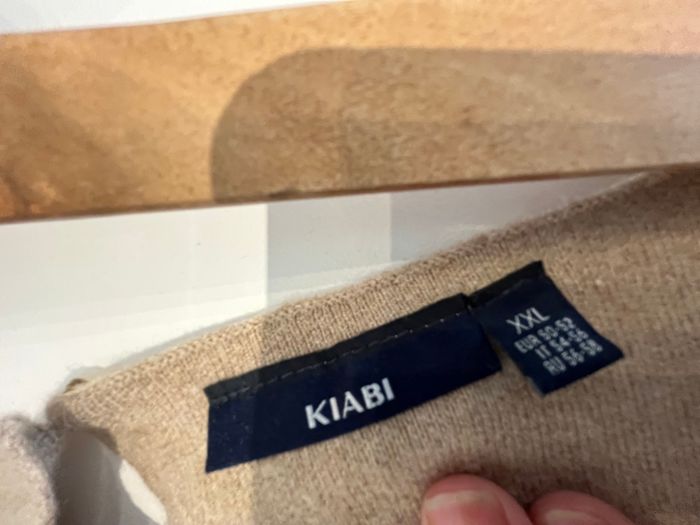 KIABI
XXL
EUR 50-52
IT 54-56
RU 56-58